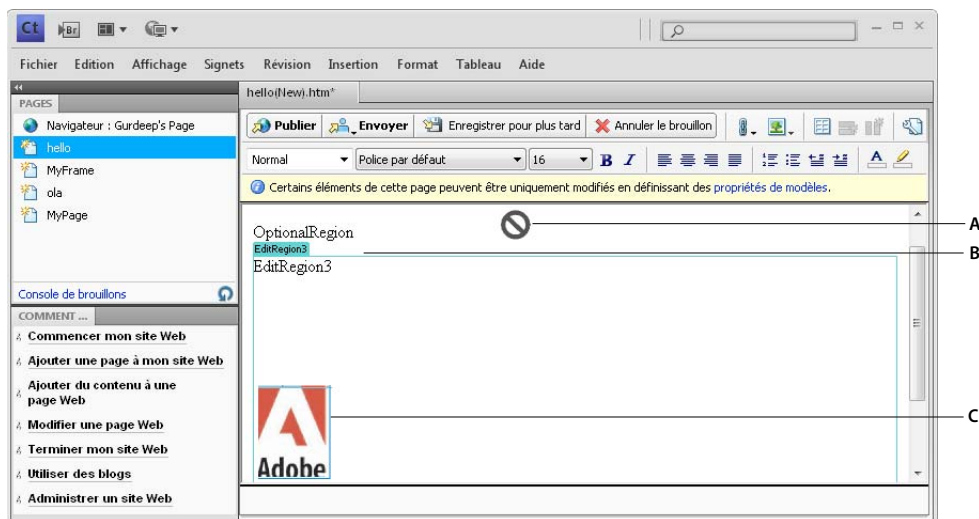 Ct Br
Fichier Edition Affichage Signets Révision Insertion Format Tableau Aide
PAGES
Navigateur : Gurdeep's Page
hello
MyFrame
ola
MyPage
Console de brouillons
COMMENT ...
Commencer mon site Web
Ajouter une page à mon site Web
Ajouter du contenu à une
page Web
Modifier une page Web
Terminer mon site Web
Utiliser des blogs
Administrer un site Web
hello(New).htm*
Publier Envoyer Enregistrer pour plus tard Annuler le brouillon
Normal Police par défaut 16 B I A
Certains éléments de cette page peuvent être uniquement modifiés en définissant des propriétés de modèles.
OptionalRegion
EditRegion3
EditRegion3
Adobe
A
B
C